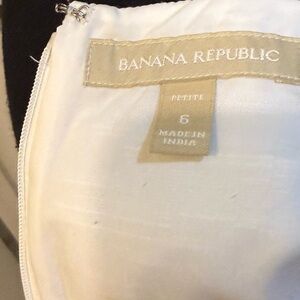 BANANA REPUBLIC
PETITE
6
MADE IN
INDIA